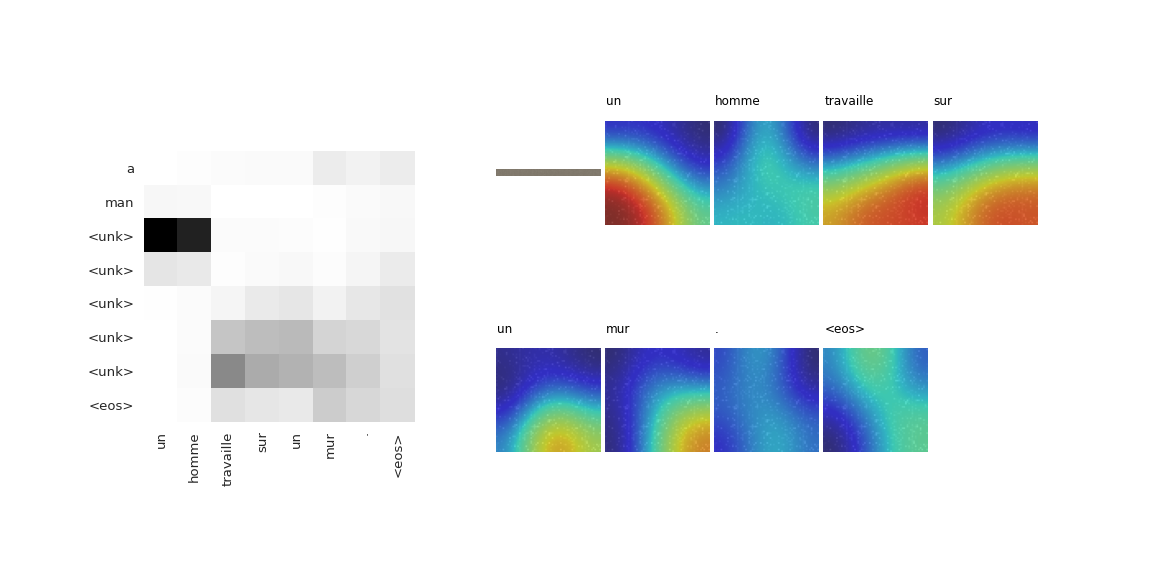 a
man
<unk>
<unk>
<unk>
<unk>
<unk>
<eos>
un homme travaille sur un mur . <eos>
un homme travaille sur
un mur . <eos>